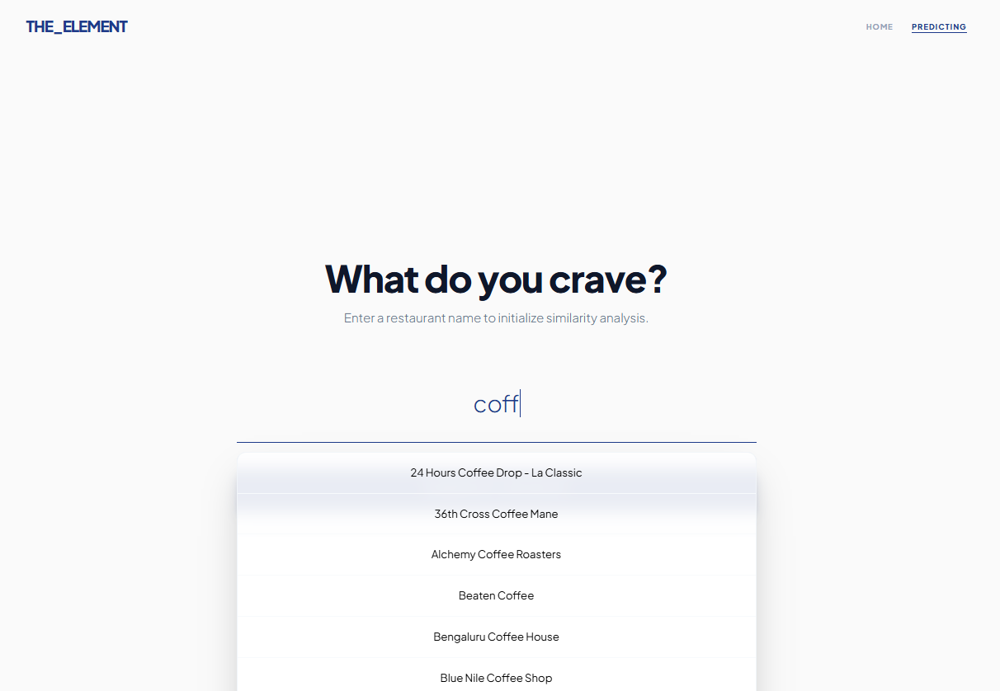 THE_ELEMENT
HOME
PREDICTING
What do you crave?
Enter a restaurant name to initialize similarity analysis.
coff
24 Hours Coffee Drop - La Classic
36th Cross Coffee Mane
Alchemy Coffee Roasters
Beaten Coffee
Bengaluru Coffee House
Blue Nile Coffee Shop